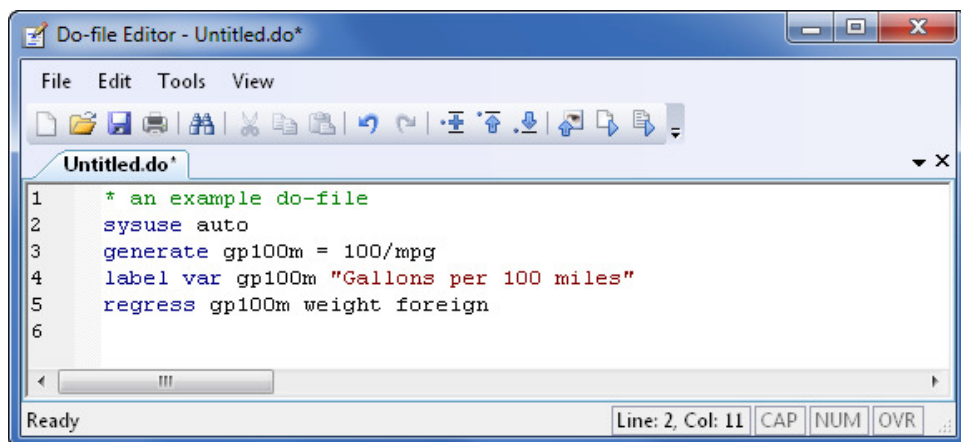 Do-file Editor - Untitled.do*
File Edit Tools View
Untitled.do*
1 * an example do-file
2 sysuse auto
3 generate gp100m = 100/mpg
4 label var gp100m "Gallons per 100 miles"
5 regress gp100m weight foreign
6
Ready Line: 2, Col: 11 CAP NUM OVR